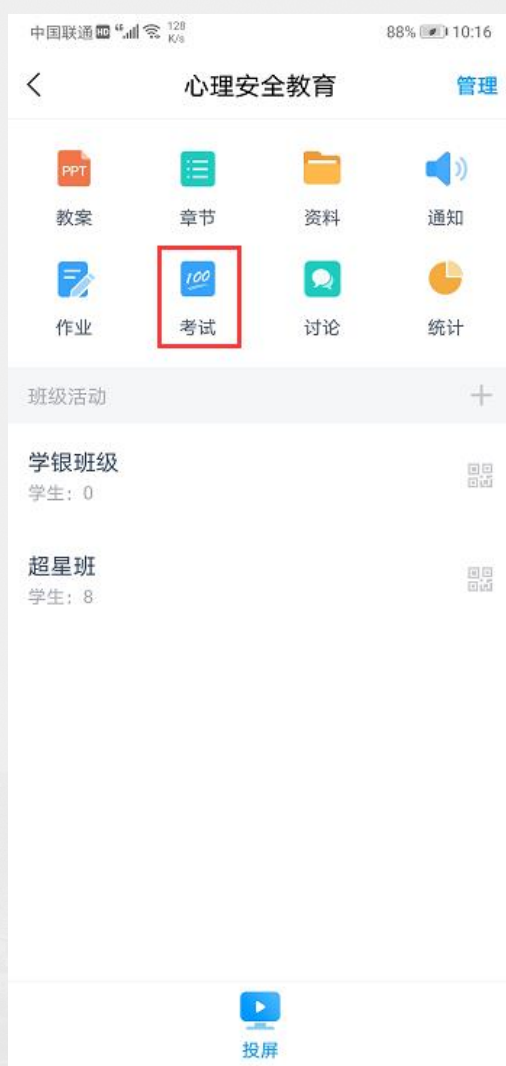 中国联通 HD 128 K/s 88% 10:16
心理安全教育 管理
PPT 100
教案 章节 资料 通知
作业 考试 讨论 统计
班级活动
学银班级
学生：0
超星班
学生：8
投屏